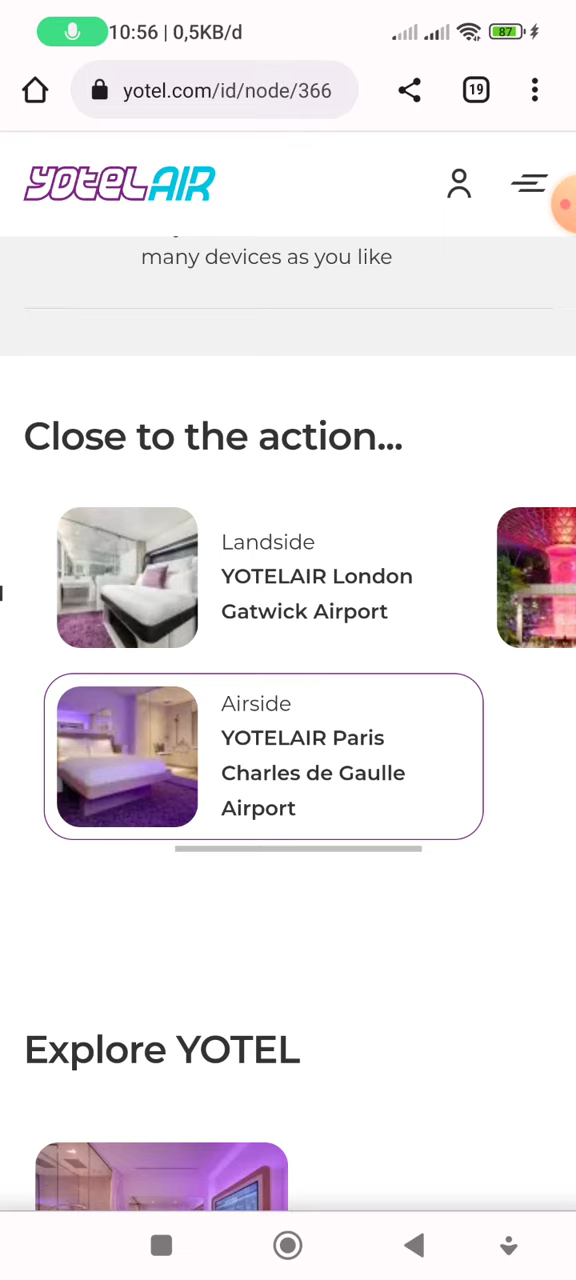 10:56 | 0,5KB/d
87
yotel.com/id/node/366
19
YOTELAIR
many devices as you like
Close to the action...
Landside
YOTELAIR London
Gatwick Airport
Airside
YOTELAIR Paris
Charles de Gaulle
Airport
Explore YOTEL